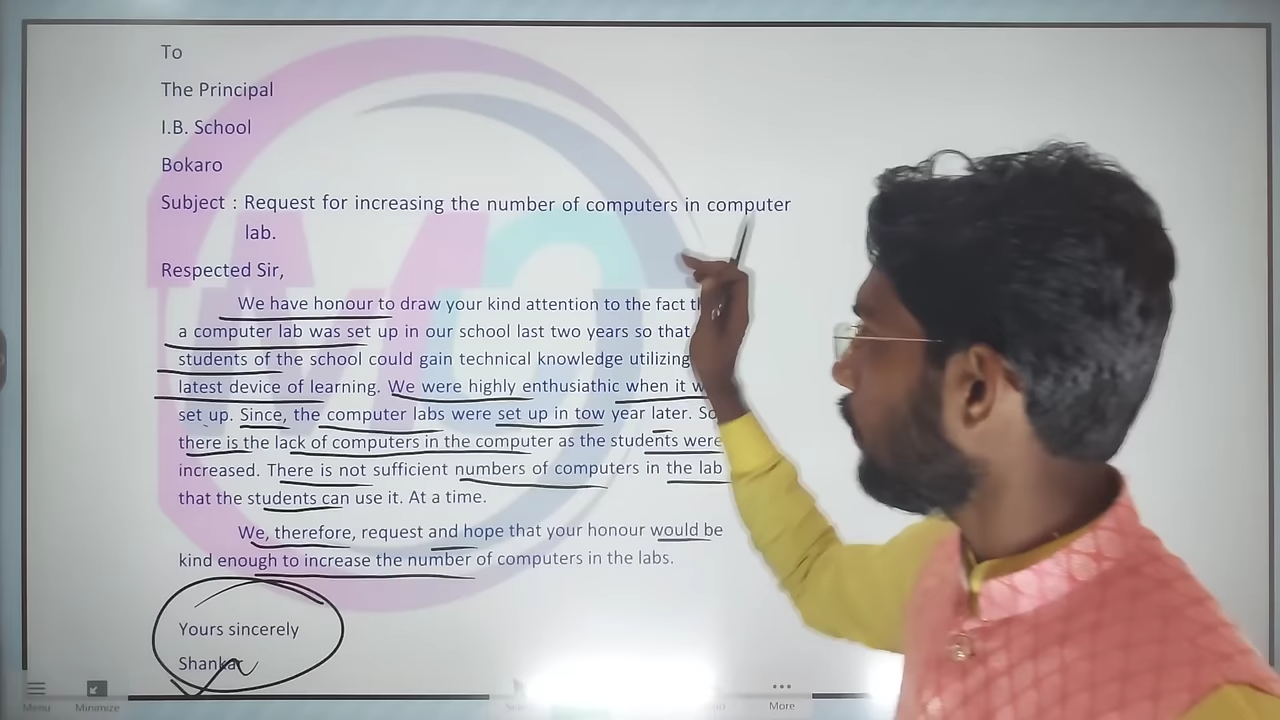 To
The Principal
I.B. School
Bokaro
Subject : Request for increasing the number of computers in computer
lab.
Respected Sir,
We have honour to draw your kind attention to the fact
a computer lab was set up in our school last two years so that
students of the school could gain technical knowledge utilizing
latest device of learning. We were highly enthusiathic when it
set up. Since, the computer labs were set up in tow year later. So
there is the lack of computers in the computer as the students were
increased. There is not sufficient numbers of computers in the lab
that the students can use it. At a time.
We, therefore, request and hope that your honour would be
kind enough to increase the number of computers in the labs.
Yours sincerely
Shankar
Menu
Minimize
More